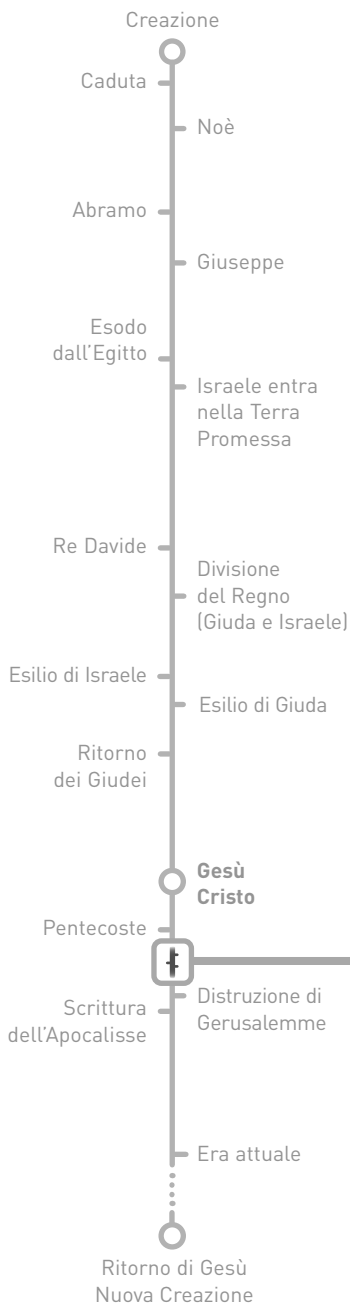 Creazione
Caduta
Noè
Abramo
Giuseppe
Esodo
dall'Egitto
Israele entra
nella Terra
Promessa
Re Davide
Divisione
del Regno
(Giuda e Israele)
Esilio di Israele
Esilio di Giuda
Ritorno
dei Giudei
Gesù
Cristo
Pentecoste
Distruzione di
Gerusalemme
Scrittura
dell'Apocalisse
Era attuale
Ritorno di Gesù
Nuova Creazione